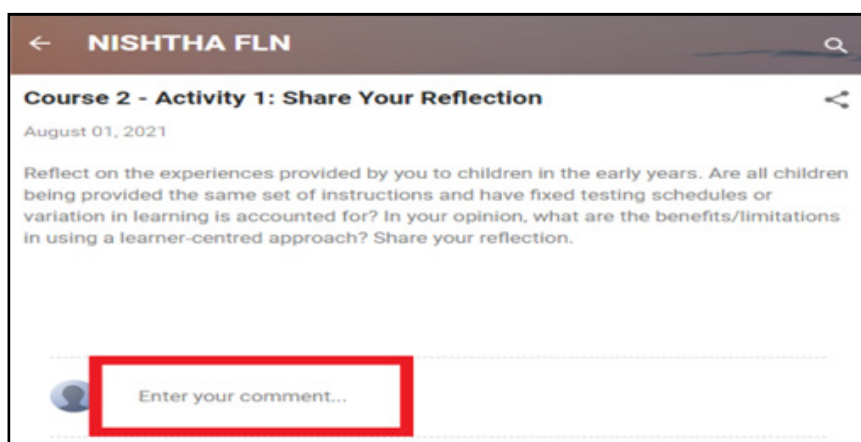 NISHTHA FLN
Course 2 - Activity 1: Share Your Reflection
August 01, 2021
Reflect on the experiences provided by you to children in the early years. Are all children
being provided the same set of instructions and have fixed testing schedules or
variation in learning is accounted for? In your opinion, what are the benefits/limitations
in using a learner-centred approach? Share your reflection.
Enter your comment...